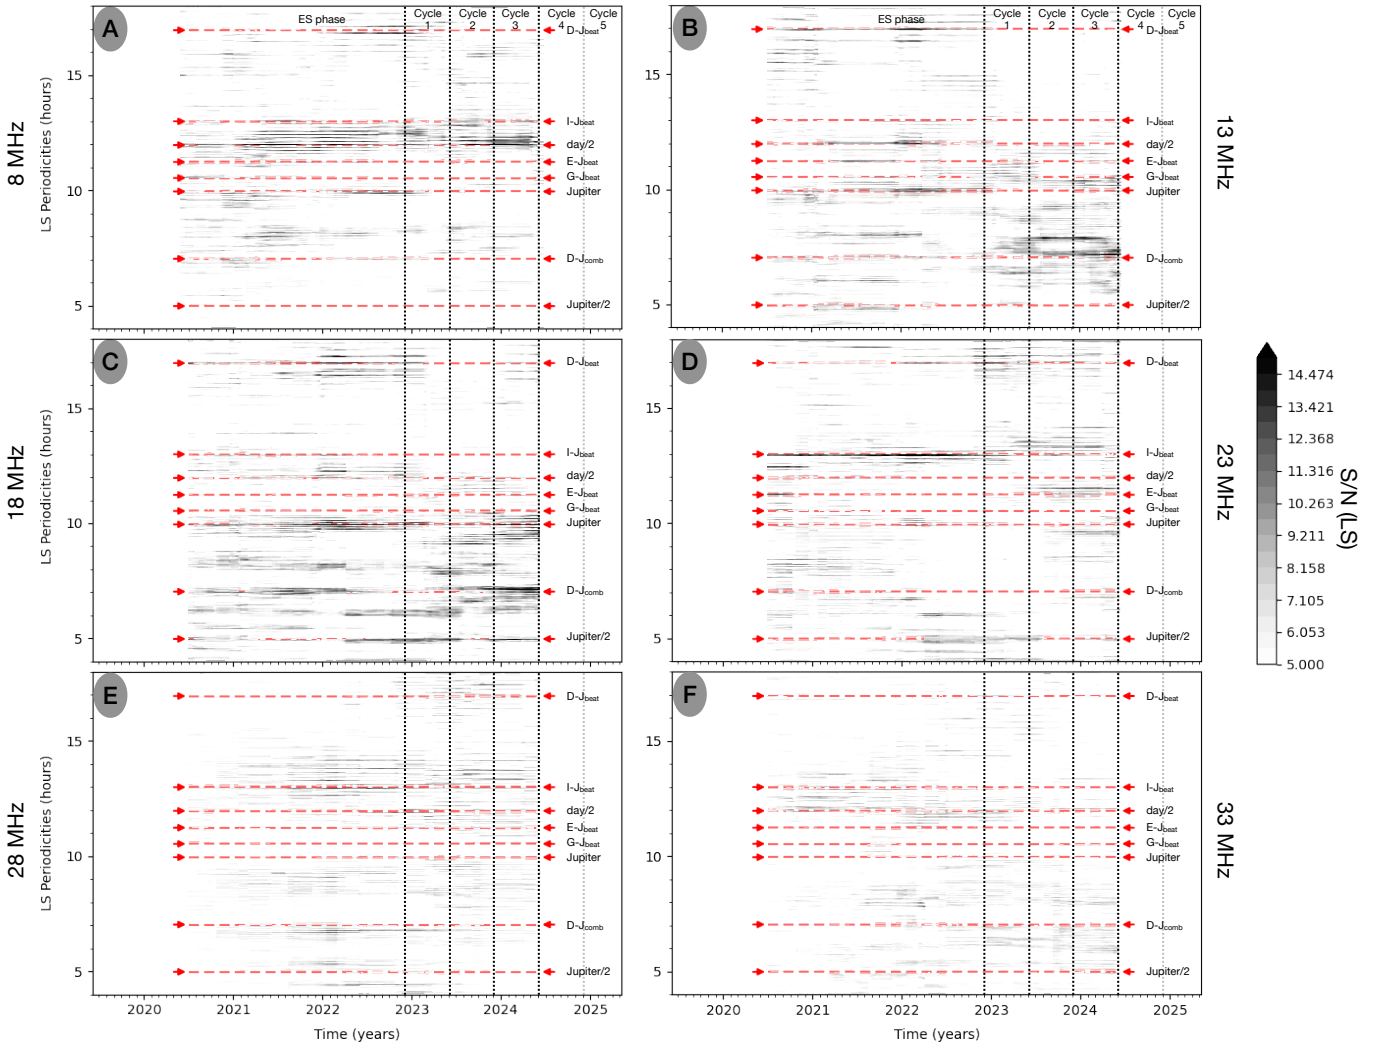 A
ES phase
Cycle 1
Cycle 2
Cycle 3
Cycle 4
Cycle 5
D-Jbeat
I-Jbeat
day/2
E-Jbeat
G-Jbeat
Jupiter
D-Jcomb
Jupiter/2
15
10
5
LS Periodicities (hours)
8 MHz
B
ES phase
Cycle 1
Cycle 2
Cycle 3
Cycle 4
Cycle 5
D-Jbeat
I-Jbeat
day/2
E-Jbeat
G-Jbeat
Jupiter
D-Jcomb
Jupiter/2
15
10
5
13 MHz
C
D-Jbeat
I-Jbeat
day/2
E-Jbeat
G-Jbeat
Jupiter
D-Jcomb
Jupiter/2
15
10
5
LS Periodicities (hours)
18 MHz
D
D-Jbeat
I-Jbeat
day/2
E-Jbeat
G-Jbeat
Jupiter
D-Jcomb
Jupiter/2
15
10
5
23 MHz
14.474
13.421
12.368
11.316
10.263
9.211
8.158
7.105
6.053
5.000
S/N (LS)
E
D-Jbeat
I-Jbeat
day/2
E-Jbeat
G-Jbeat
Jupiter
D-Jcomb
Jupiter/2
15
10
5
LS Periodicities (hours)
28 MHz
2020 2021 2022 2023 2024 2025
Time (years)
F
D-Jbeat
I-Jbeat
day/2
E-Jbeat
G-Jbeat
Jupiter
D-Jcomb
Jupiter/2
15
10
5
33 MHz
2020 2021 2022 2023 2024 2025
Time (years)